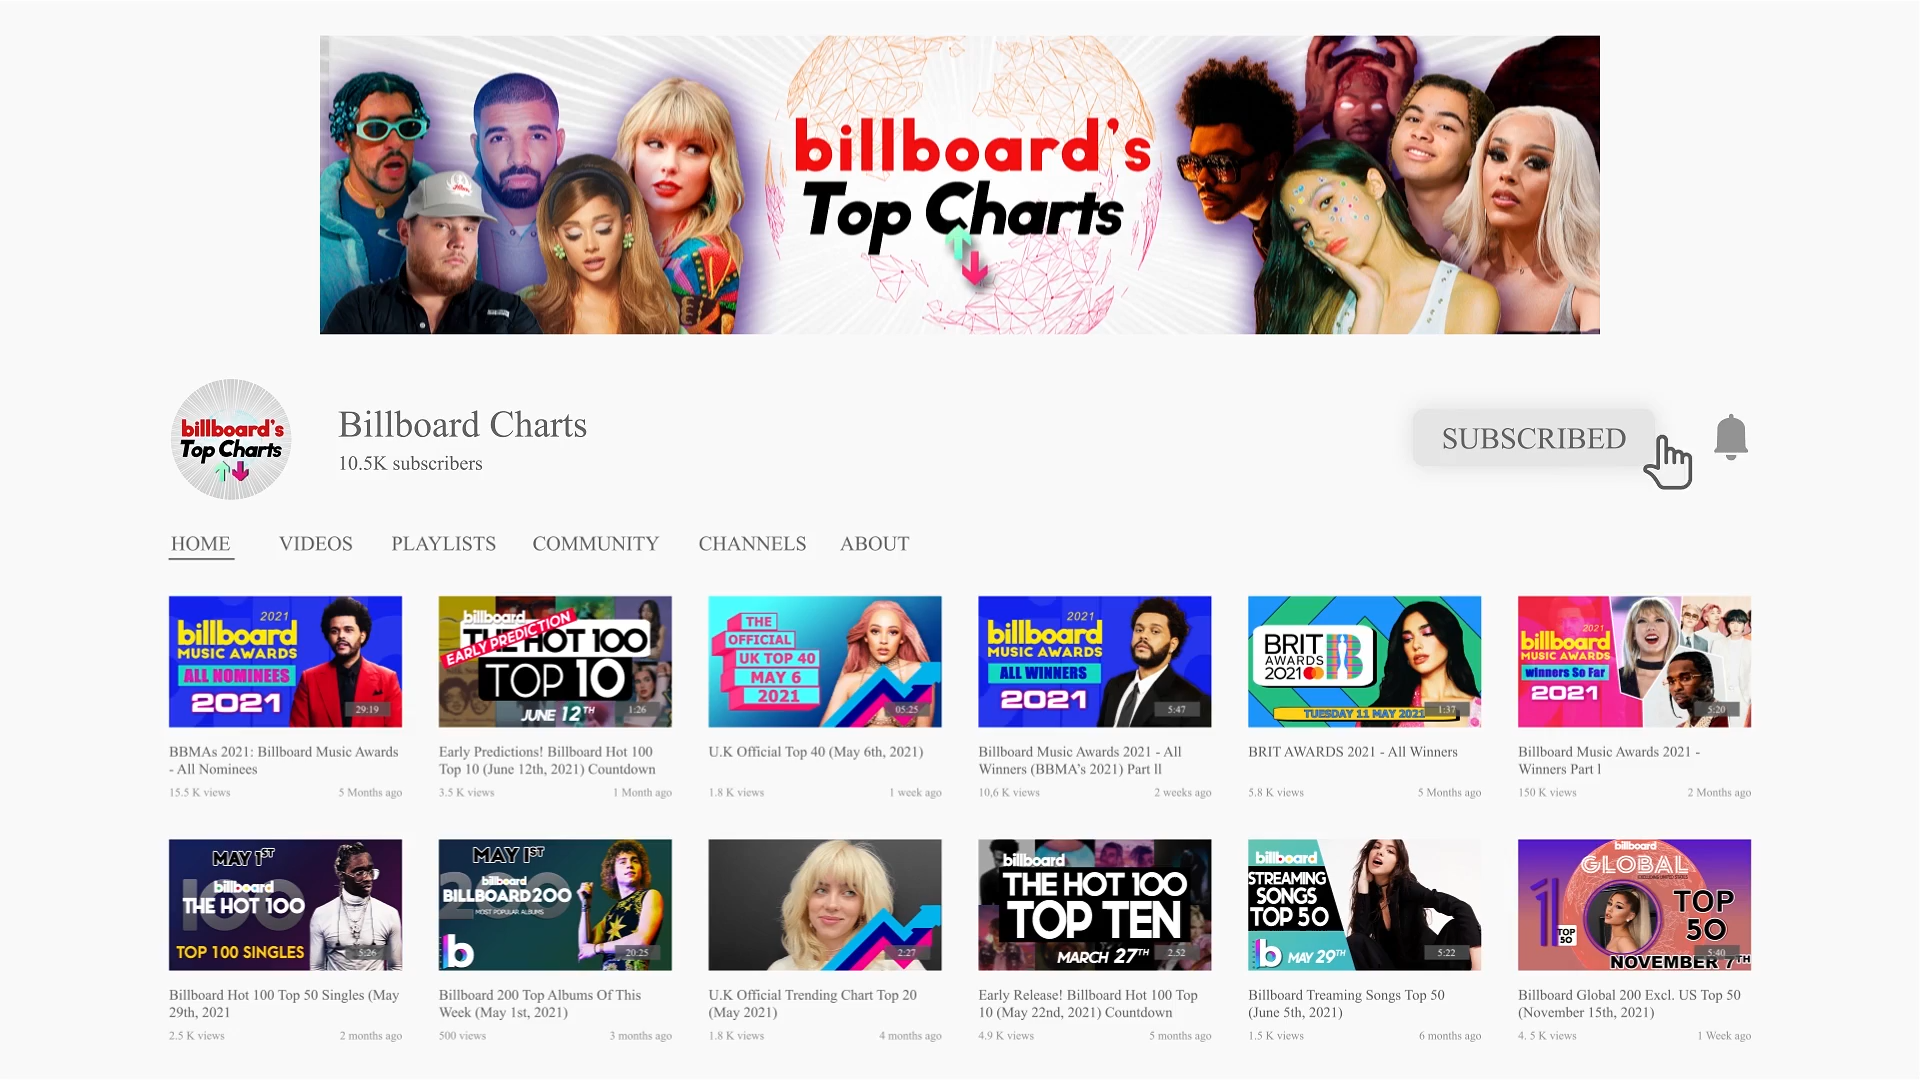 billboard's
Top Charts
billboard's
Top Charts
Billboard Charts
10.5K subscribers
SUBSCRIBED
HOME VIDEOS PLAYLISTS COMMUNITY CHANNELS ABOUT
2021
billboard
MUSIC AWARDS
ALL NOMINEES
2021
29:19
billboard
THE HOT 100
EARLY PREDICTION
TOP 10
JUNE 12TH
1:26
THE
OFFICIAL
UK TOP 40
MAY 6
2021
05:25
2021
billboard
MUSIC AWARDS
ALL WINNERS
2021
5:47
BRIT
AWARDS
2021
TUESDAY 11 MAY 2021
1:37
2021
billboard
MUSIC AWARDS
winners So Far
2021
5:20
BBMAs 2021: Billboard Music Awards
- All Nominees
15.5 K views 5 Months ago
Early Predictions! Billboard Hot 100
Top 10 (June 12th, 2021) Countdown
3.5 K views 1 Month ago
U.K Official Top 40 (May 6th, 2021)
1.8 K views 1 week ago
Billboard Music Awards 2021 - All
Winners (BBMA's 2021) Part ll
10,6 K views 2 weeks ago
BRIT AWARDS 2021 - All Winners
5.8 K views 5 Months ago
Billboard Music Awards 2021 -
Winners Part l
150 K views 2 Months ago
MAY 1ST
100
billboard
THE HOT 100
TOP 100 SINGLES
5:26
MAY 1ST
200
billboard
BILLBOARD 200
MOST POPULAR ALBUMS
b
20:25
2:27
billboard
THE HOT 100
TOP TEN
MARCH 27TH
2:52
billboard
STREAMING
SONGS
TOP 50
b MAY 29TH
5:22
billboard
GLOBAL
EXCLUDING UNITED STATES
TOP
50
TOP
50
5:40
NOVEMBER 7TH
Billboard Hot 100 Top 50 Singles (May
29th, 2021
2.5 K views 2 months ago
Billboard 200 Top Albums Of This
Week (May 1st, 2021)
500 views 3 months ago
U.K Official Trending Chart Top 20
(May 2021)
1.8 K views 4 months ago
Early Release! Billboard Hot 100 Top
10 (May 22nd, 2021) Countdown
4.9 K views 5 months ago
Billboard Treaming Songs Top 50
(June 5th, 2021)
1.5 K views 6 months ago
Billboard Global 200 Excl. US Top 50
(November 15th, 2021)
4. 5 K views 1 Week ago